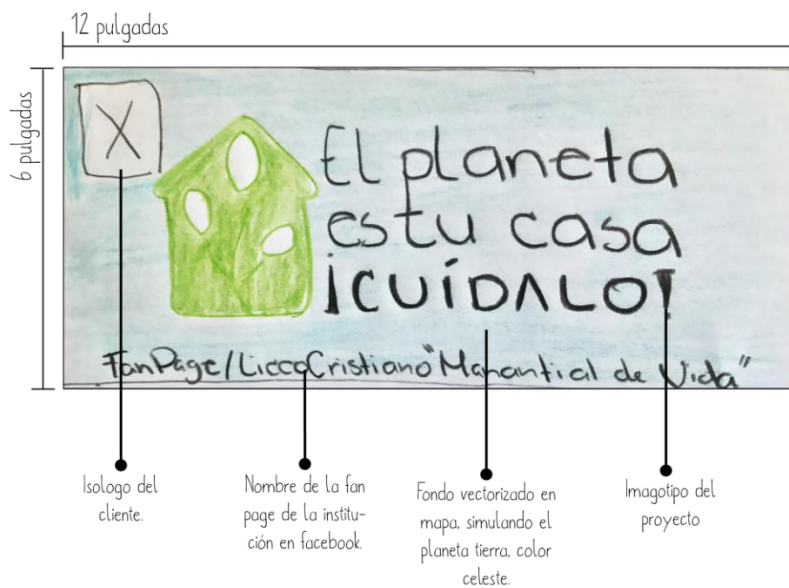 12 pulgadas
6 pulgadas
X
El planeta
es tu casa
¡CUÍDALO!
FanPage/LiceoCristiano "Manantial de Vida"
Isologo del
cliente.
Nombre de la fan
page de la institu-
ción en facebook.
Fondo vectorizado en
mapa, simulando el
planeta tierra, color
celeste.
Imagotipo del
proyecto